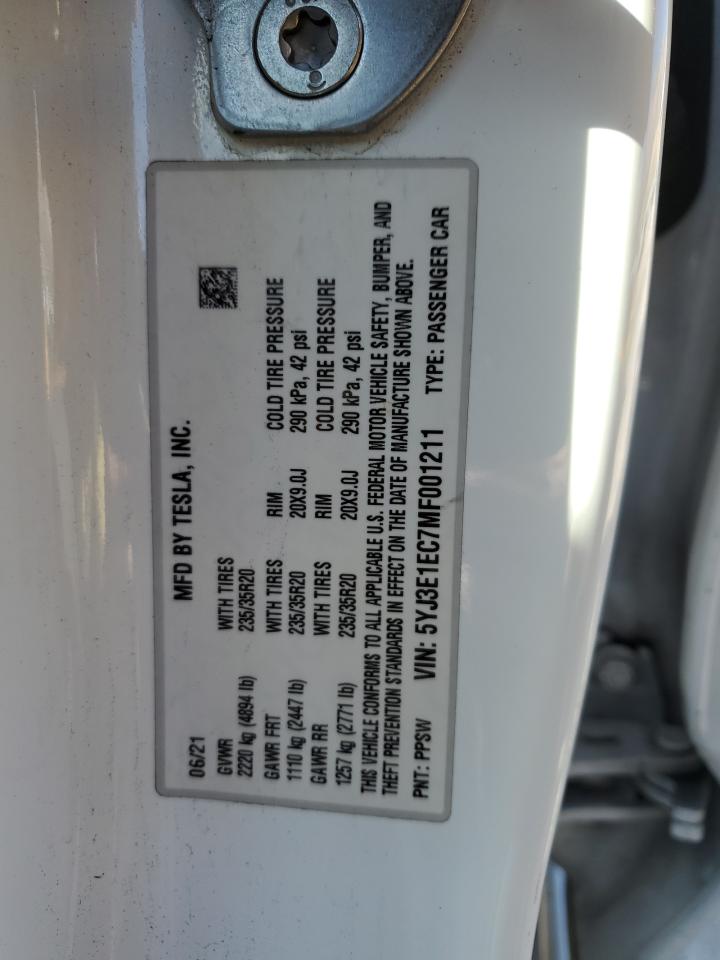 MFD BY TESLA, INC.
06/21
GVWR WITH TIRES
2220 kg (4894 lb) 235/35R20
GAWR FRT WITH TIRES RIM COLD TIRE PRESSURE
1110 kg (2447 lb) 235/35R20 20X9.0J 290 kPa, 42 psi
GAWR RR WITH TIRES RIM COLD TIRE PRESSURE
1257 kg (2771 lb) 235/35R20 20X9.0J 290 kPa, 42 psi
THIS VEHICLE CONFORMS TO ALL APPLICABLE U.S. FEDERAL MOTOR VEHICLE SAFETY, BUMPER, AND
THEFT PREVENTION STANDARDS IN EFFECT ON THE DATE OF MANUFACTURE SHOWN ABOVE.
PNT: PPSW VIN: 5YJ3E1EC7MF001211 TYPE: PASSENGER CAR